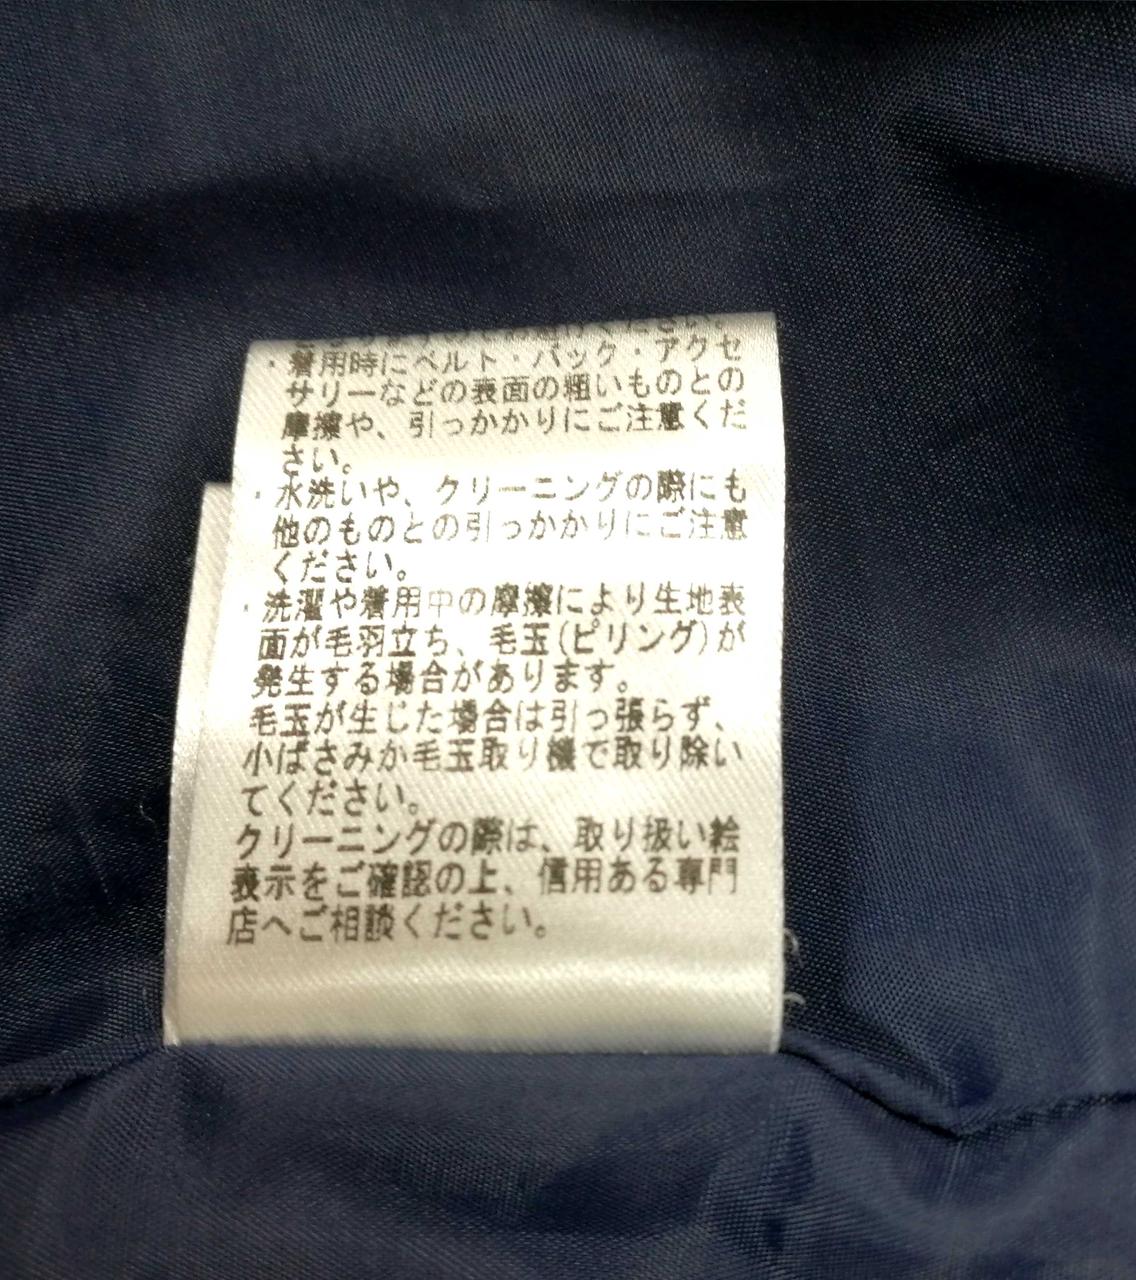 ください。
・着用時にベルト・バック・アクセ
サリーなどの表面の粗いものとの
摩擦や、引っかかりにご注意くだ
さい。
・水洗いや、クリーニングの際にも
他のものとの引っかかりにご注意
ください。
・洗濯や着用中の摩擦により生地表
面が毛羽立ち、毛玉(ピリング)が
発生する場合があります。
毛玉が生じた場合は引っ張らず、
小ばさみか毛玉取り機で取り除い
てください。
クリーニングの際は、取り扱い絵
表示をご確認の上、信用ある専門
店へご相談ください。